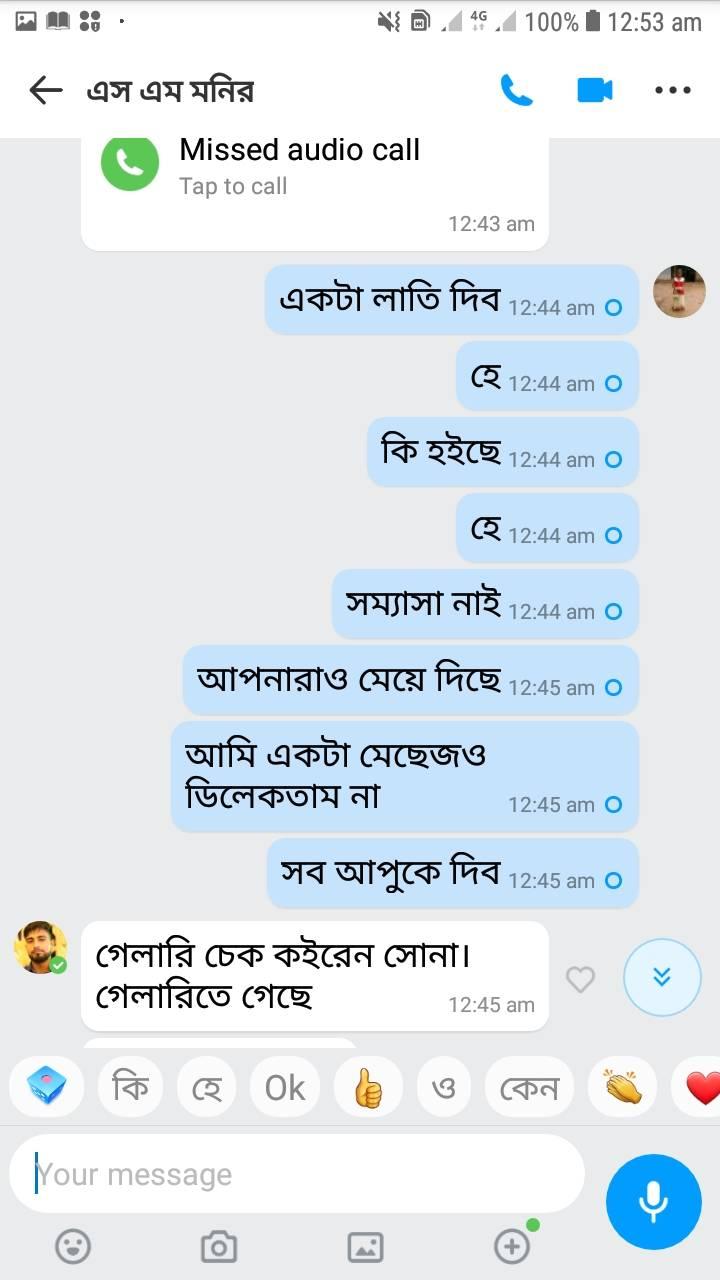 4G 100% 12:53 am
এস এম মনির
Missed audio call
Tap to call
12:43 am
একটা লাতি দিব 12:44 am
হে 12:44 am
কি হইছে 12:44 am
হে 12:44 am
সম্যাসা নাই 12:44 am
আপনারাও মেয়ে দিছে 12:45 am
আমি একটা মেছেজও
ডিলেকতাম না 12:45 am
সব আপুকে দিব 12:45 am
গেলারি চেক কইরেন সোনা।
গেলারিতে গেছে 12:45 am
কি হে Ok ও কেন
Your message